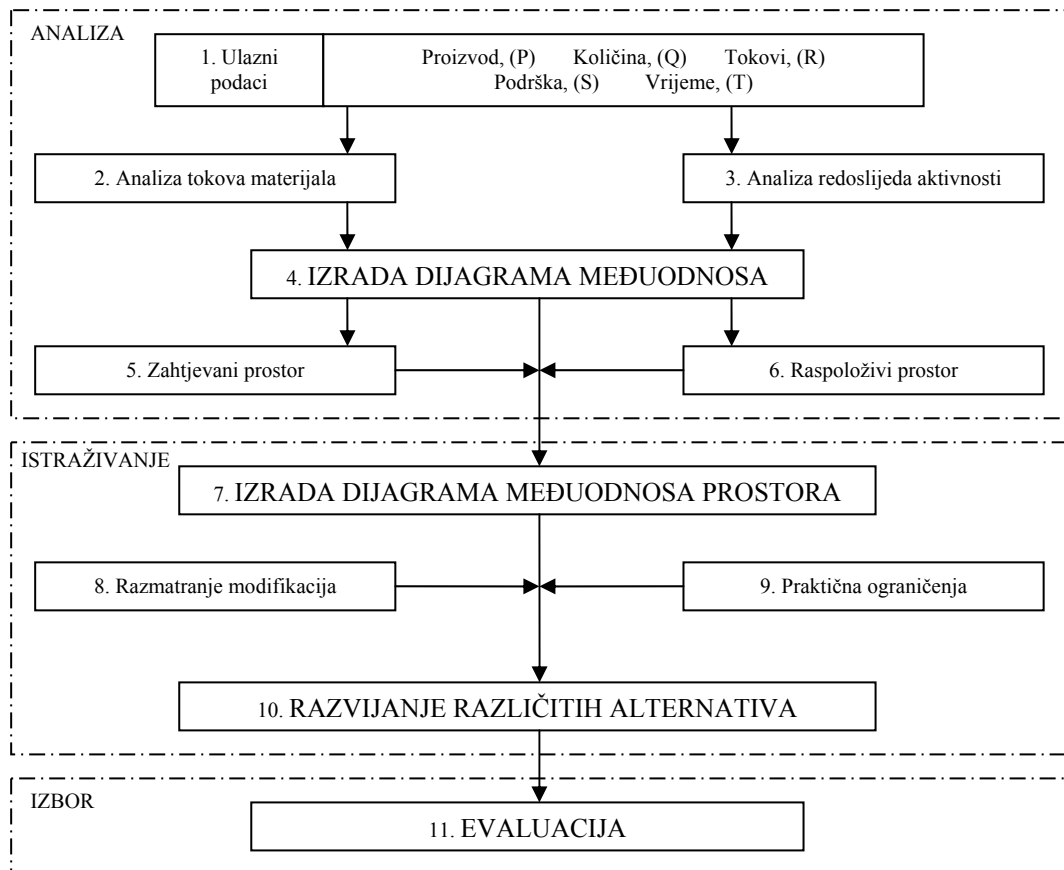 ANALIZA
1. Ulazni
podaci
Proizvod, (P) Količina, (Q) Tokovi, (R)
Podrška, (S) Vrijeme, (T)
2. Analiza tokova materijala
3. Analiza redoslijeda aktivnosti
4. IZRADA DIJAGRAMA MEĐUODNOSA
5. Zahtjevani prostor
6. Raspoloživi prostor
ISTRAŽIVANJE
7. IZRADA DIJAGRAMA MEĐUODNOSA PROSTORA
8. Razmatranje modifikacija
9. Praktična ograničenja
10. RAZVIJANJE RAZLIČITIH ALTERNATIVA
IZBOR
11. EVALUACIJA